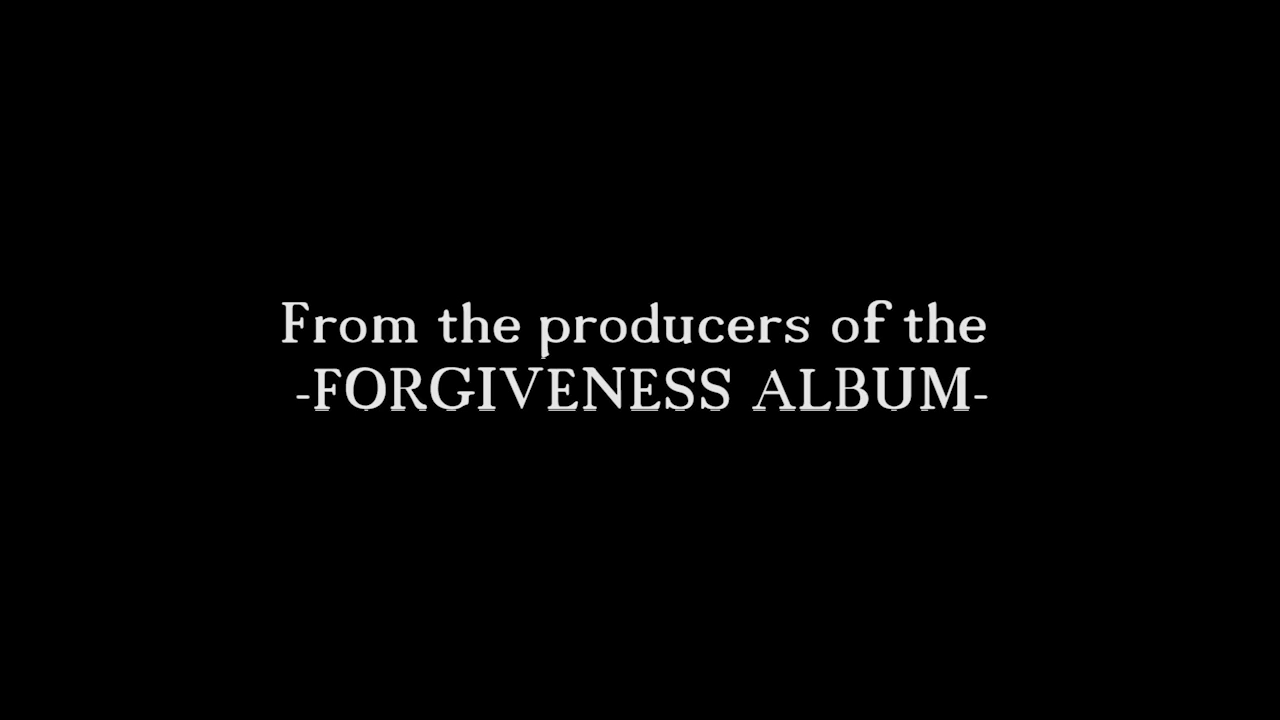 From the producers of the
-FORGIVENESS ALBUM-